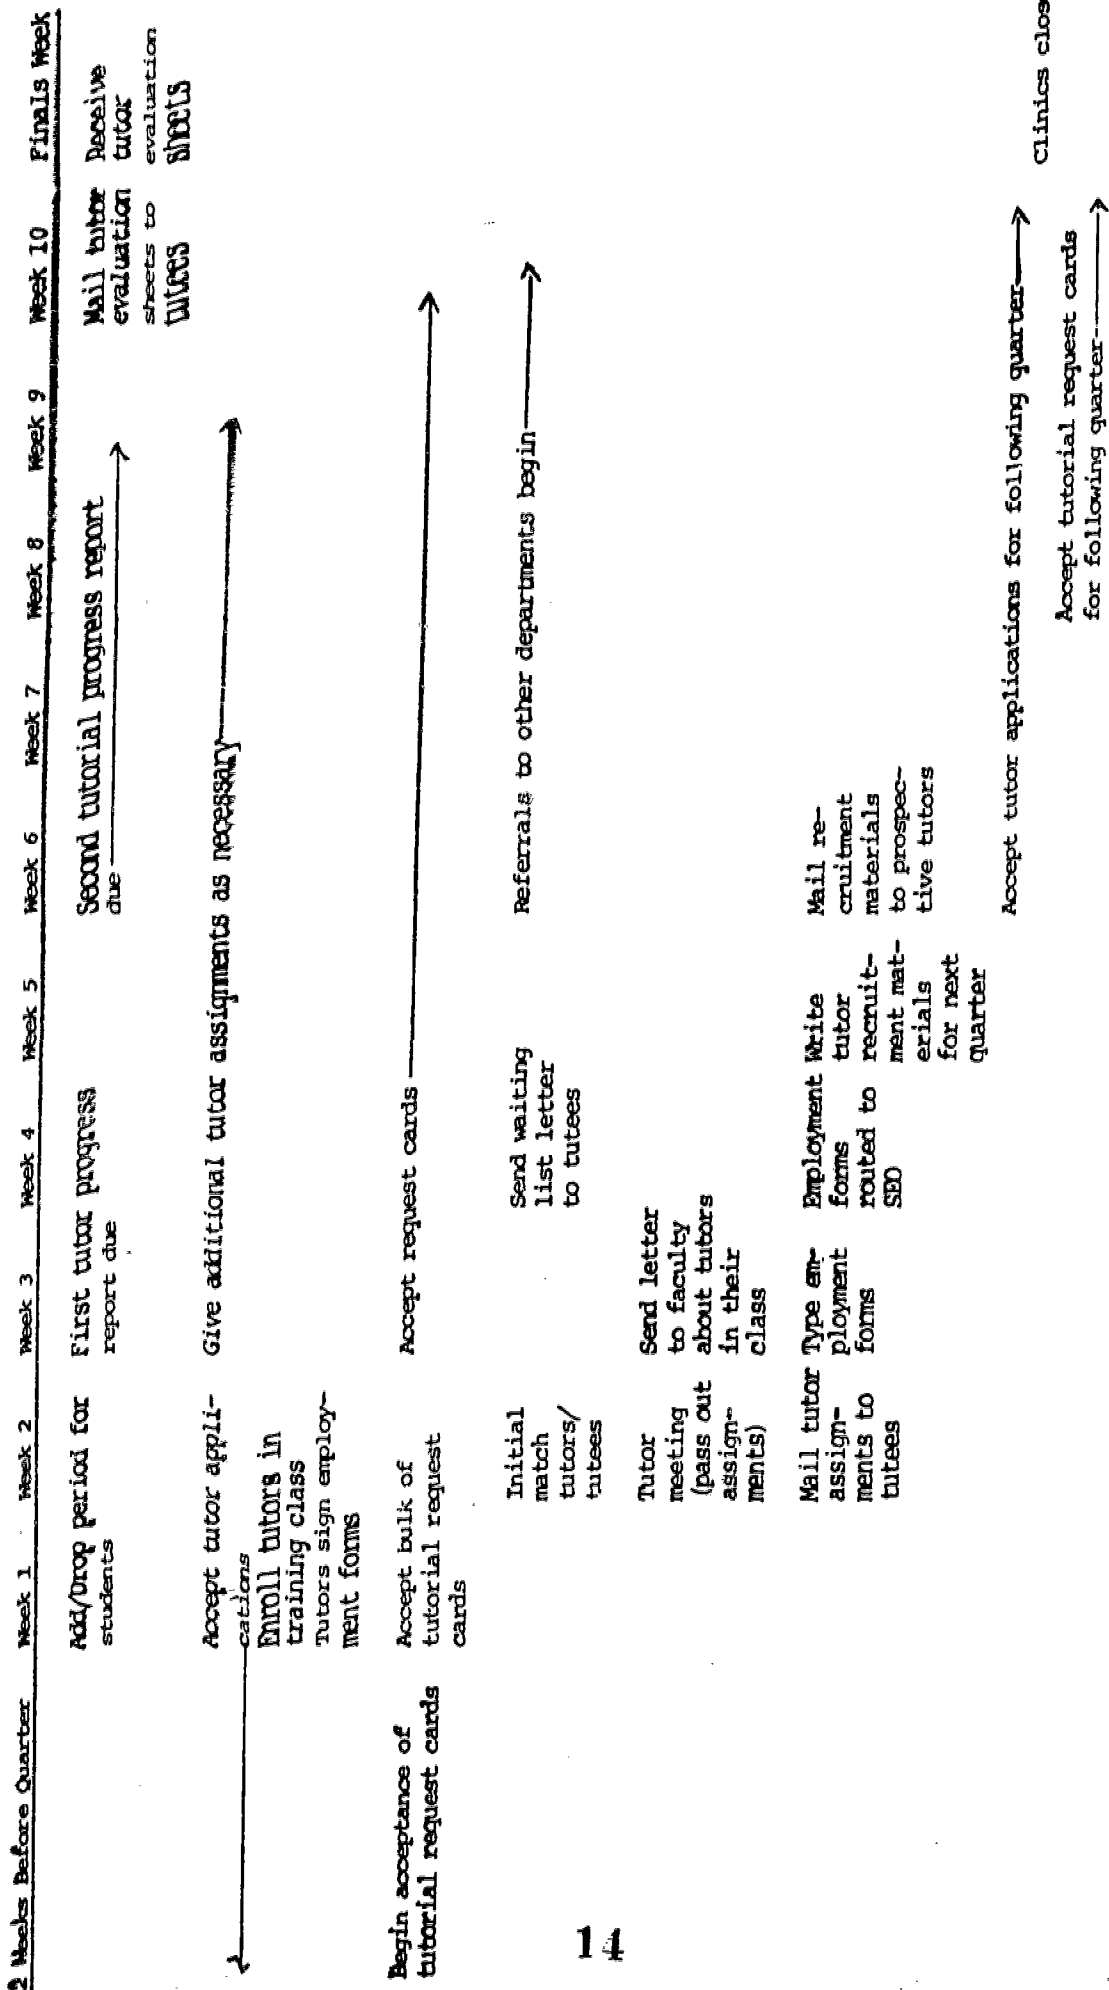 2 Weeks Before Quarter Week 1 Week 2 Week 3 Week 4 Week 5 Week 6 Week 7 Week 8 Week 9 Week 10 Finals Week
Add/Drop period for
students
First tutor progress
report due
Second tutorial progress report
due
Mail tutor
evaluation
sheets to
tutees
Receive
tutor
evaluation
sheets
Accept tutor appli-
cations
Enroll tutors in
training class
Tutors sign employ-
ment forms
Give additional tutor assignments as necessary
Begin acceptance of
tutorial request cards
Accept bulk of
tutorial request
cards
Accept request cards
Initial
match
tutors/
tutees
Send waiting
list letter
to tutees
Referrals to other departments begin
Tutor
meeting
(pass out
assign-
ments)
Send letter
to faculty
about tutors
in their
class
Mail tutor
assign-
ments to
tutees
Type em-
ployment
forms
Employment
forms
routed to
SEO
Write
tutor
recruit-
ment mat-
erials
for next
quarter
Mail re-
cruitment
materials
to prospec-
tive tutors
Accept tutor applications for following quarter
Clinics clos
Accept tutorial request cards
for following quarter
14